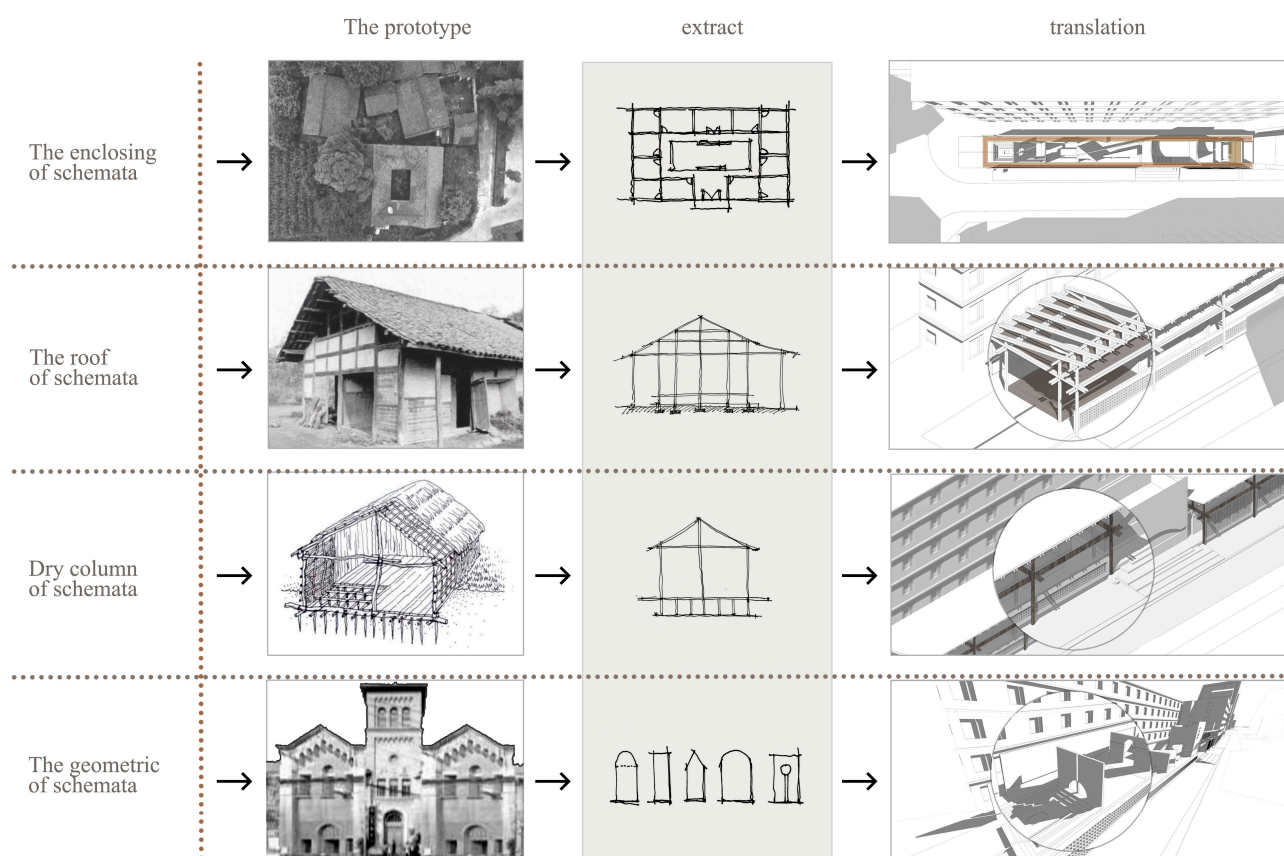 The prototype
extract
translation
The enclosing
of schemata
The roof
of schemata
Dry column
of schemata
The geometric
of schemata